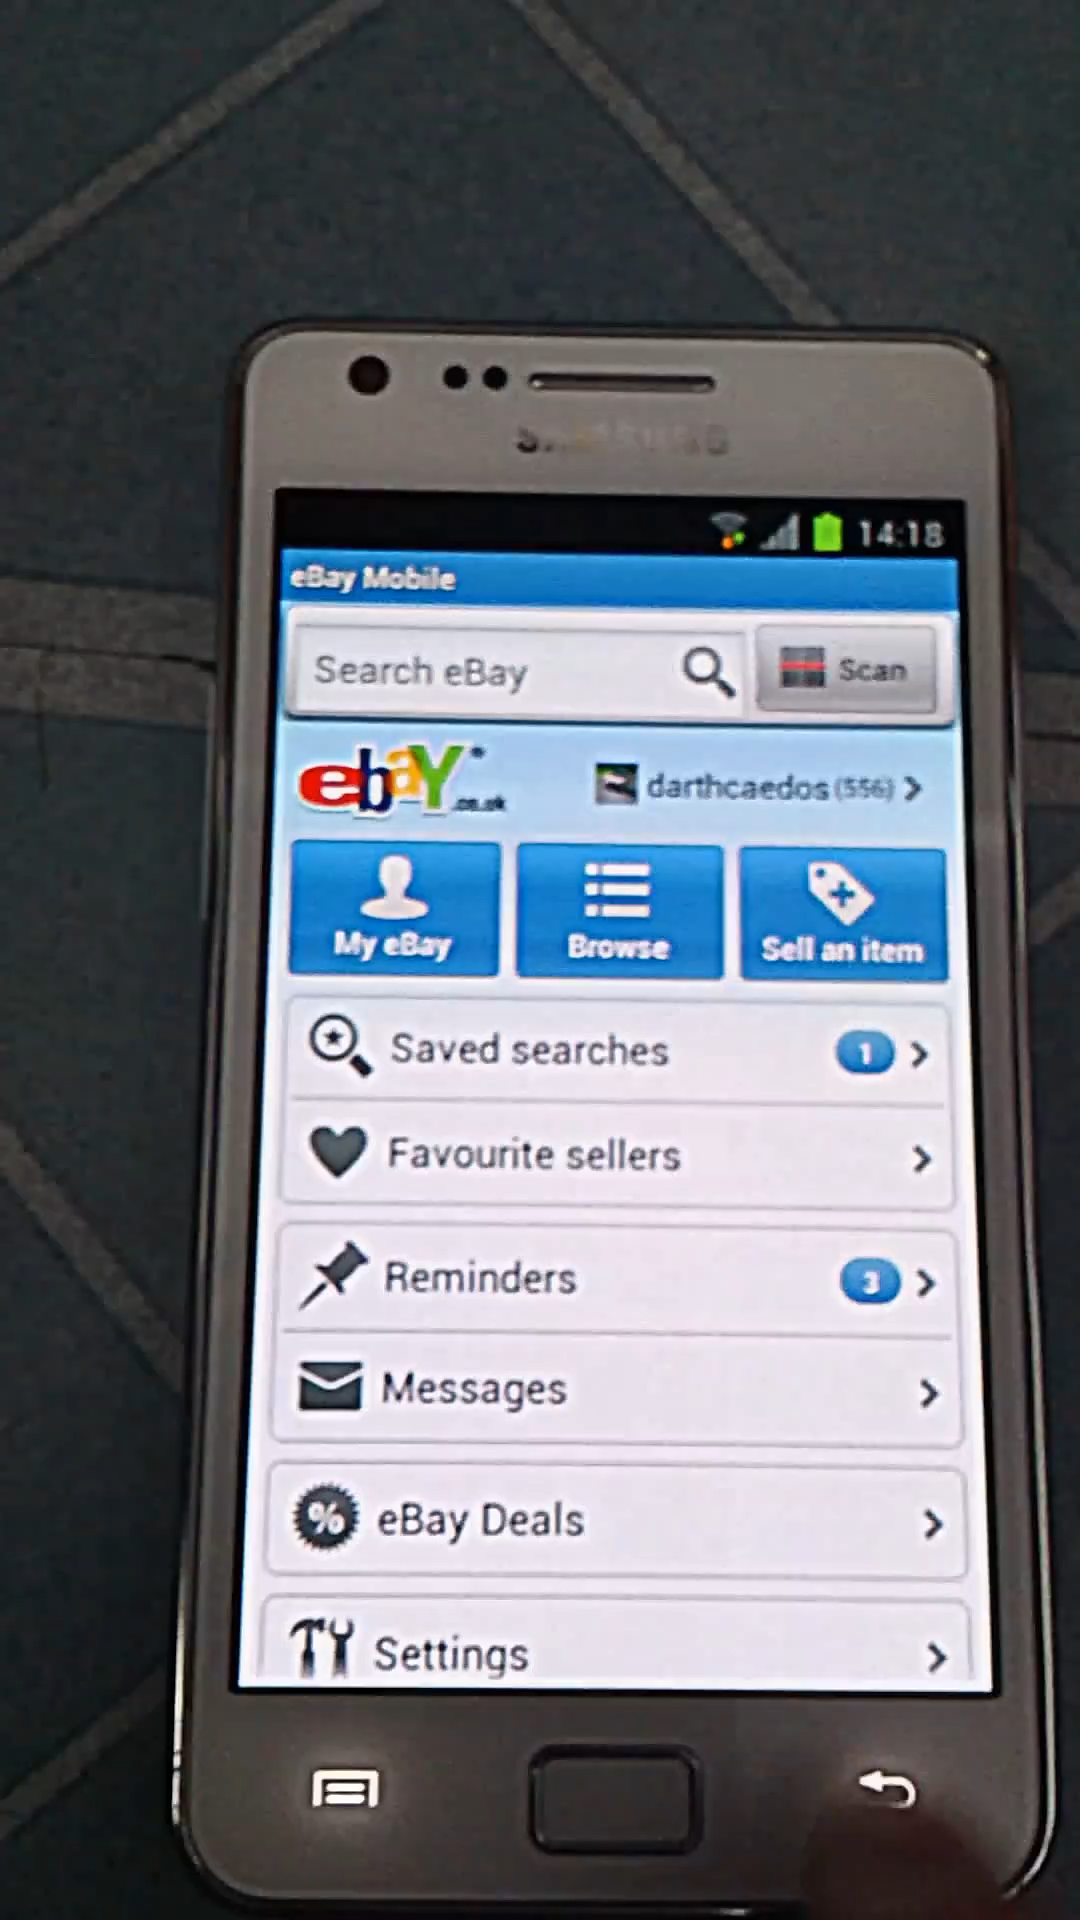 SAMSUNG
14:18
eBay Mobile
Search eBay
Scan
ebay.co.uk
darthcaedos (556)
My eBay
Browse
Sell an item
Saved searches
1
Favourite sellers
Reminders
3
Messages
% eBay Deals
Settings